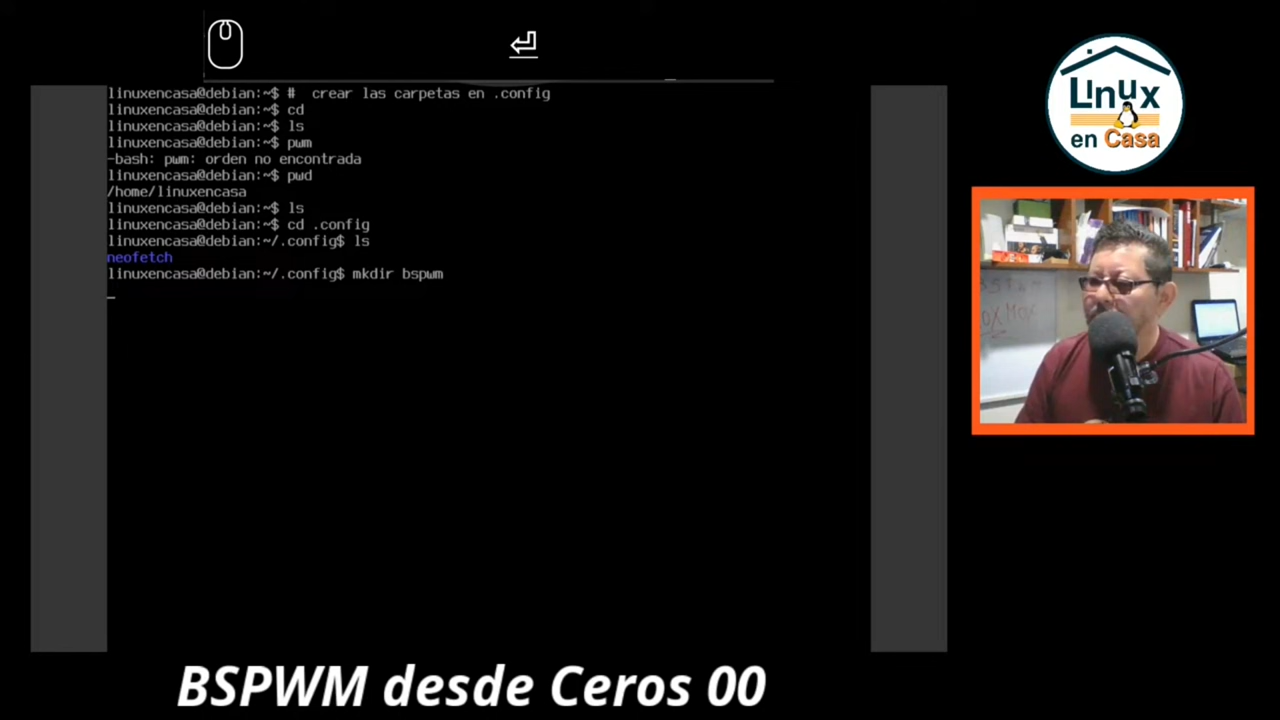 linuxencasa@debian:~$ #  crear las carpetas en .config
linuxencasa@debian:~$ cd
linuxencasa@debian:~$ ls
linuxencasa@debian:~$ pwm
-bash: pwm: orden no encontrada
linuxencasa@debian:~$ pwd
/home/linuxencasa
linuxencasa@debian:~$ ls
linuxencasa@debian:~$ cd .config
linuxencasa@debian:~/.config$ ls
neofetch
linuxencasa@debian:~/.config$ mkdir bspwm
LInux
en Casa
BSPWM desde Ceros 00